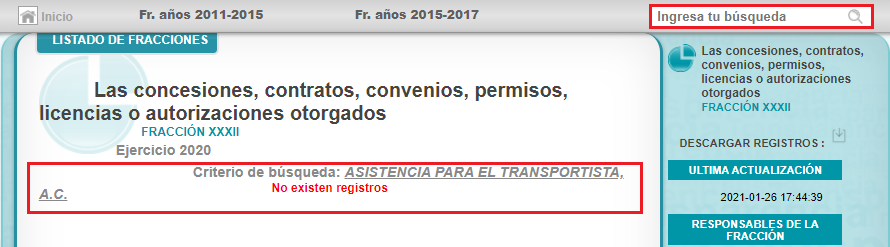 Inicio
Fr. años 2011-2015
Fr. años 2015-2017
Ingresa tu búsqueda
LISTADO DE FRACCIONES
Las concesiones, contratos, convenios, permisos,
licencias o autorizaciones otorgados
FRACCIÓN XXXII
Ejercicio 2020
Criterio de búsqueda: ASISTENCIA PARA EL TRANSPORTISTA,
A.C.
No existen registros
Las concesiones, contratos,
convenios, permisos,
licencias o autorizaciones
otorgados
FRACCIÓN XXXII
DESCARGAR REGISTROS :
ULTIMA ACTUALIZACIÓN
2021-01-26 17:44:39
RESPONSABLES DE LA
FRACCIÓN